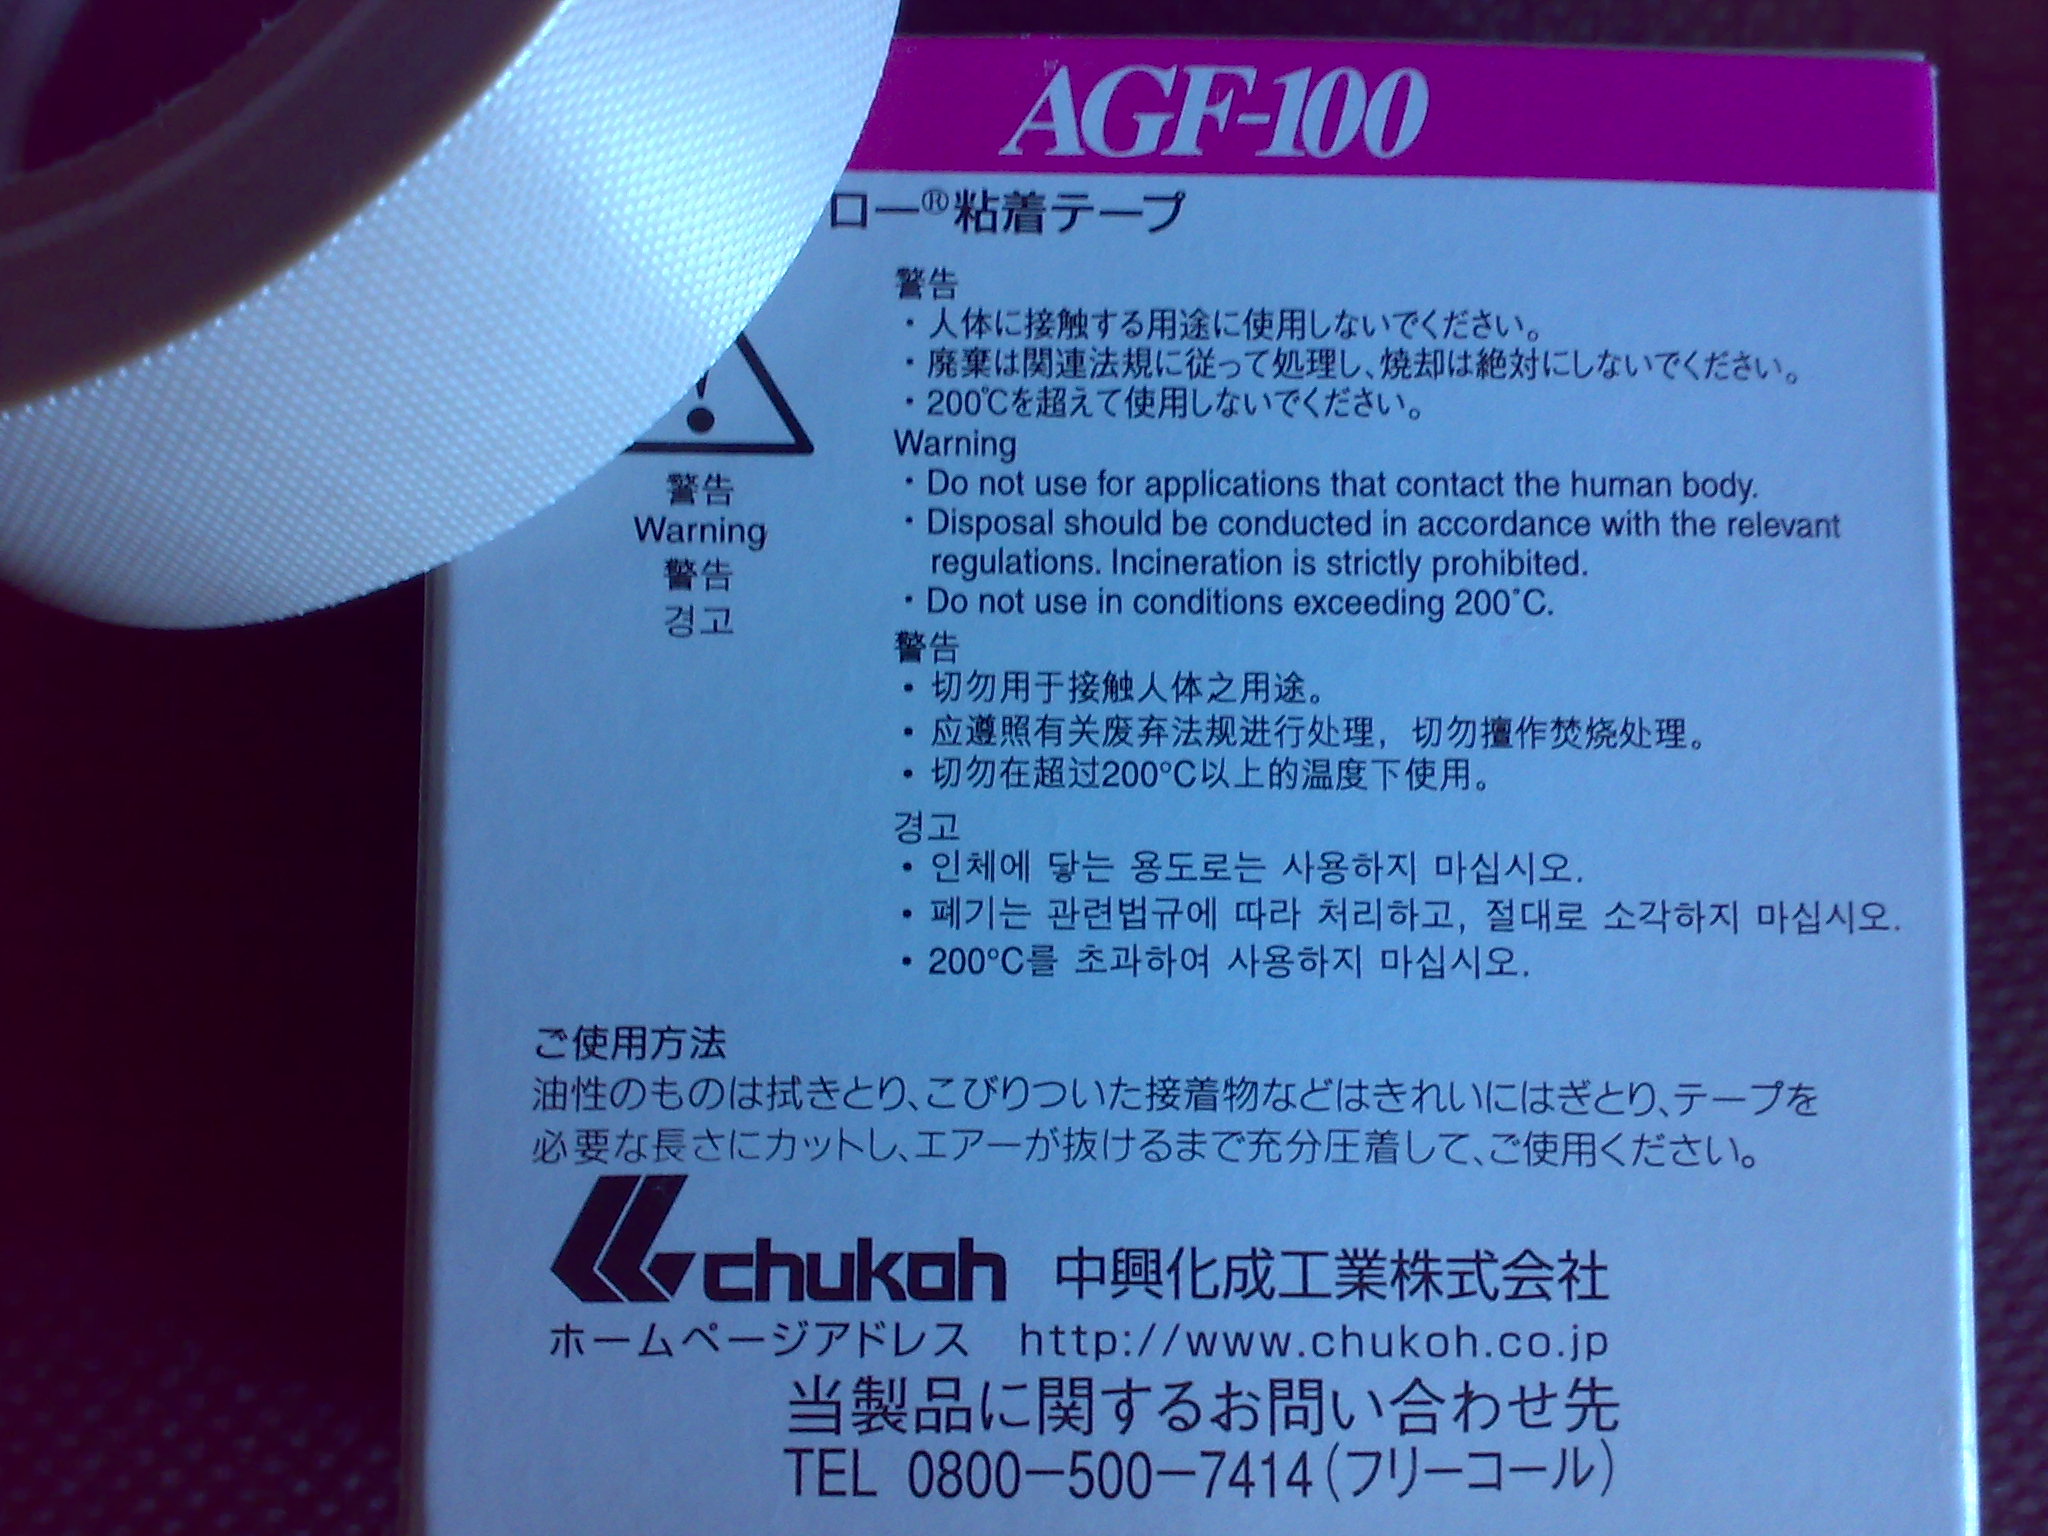 AGF-100
ロー®粘着テープ
警告
Warning
警告
경고
警告
・人体に接触する用途に使用しないでください。
・廃棄は関連法規に従って処理し、焼却は絶対にしないでください。
・200℃を超えて使用しないでください。
Warning
・Do not use for applications that contact the human body.
・Disposal should be conducted in accordance with the relevant
regulations. Incineration is strictly prohibited.
・Do not use in conditions exceeding 200°C.
警告
・切勿用于接触人体之用途。
・应遵照有关废弃法规进行处理，切勿擅作焚烧处理。
・切勿在超过200°C以上的温度下使用。
경고
・인체에 닿는 용도로는 사용하지 마십시오.
・폐기는 관련법규에 따라 처리하고, 절대로 소각하지 마십시오.
・200°C를 초과하여 사용하지 마십시오.
ご使用方法
油性のものは拭きとり、こびりついた接着物などはきれいにはぎとり、テープを
必要な長さにカットし、エアーが抜けるまで充分圧着して、ご使用ください。
chukoh 中興化成工業株式会社
ホームページアドレス http://www.chukoh.co.jp
当製品に関するお問い合わせ先
TEL 0800-500-7414(フリーコール)